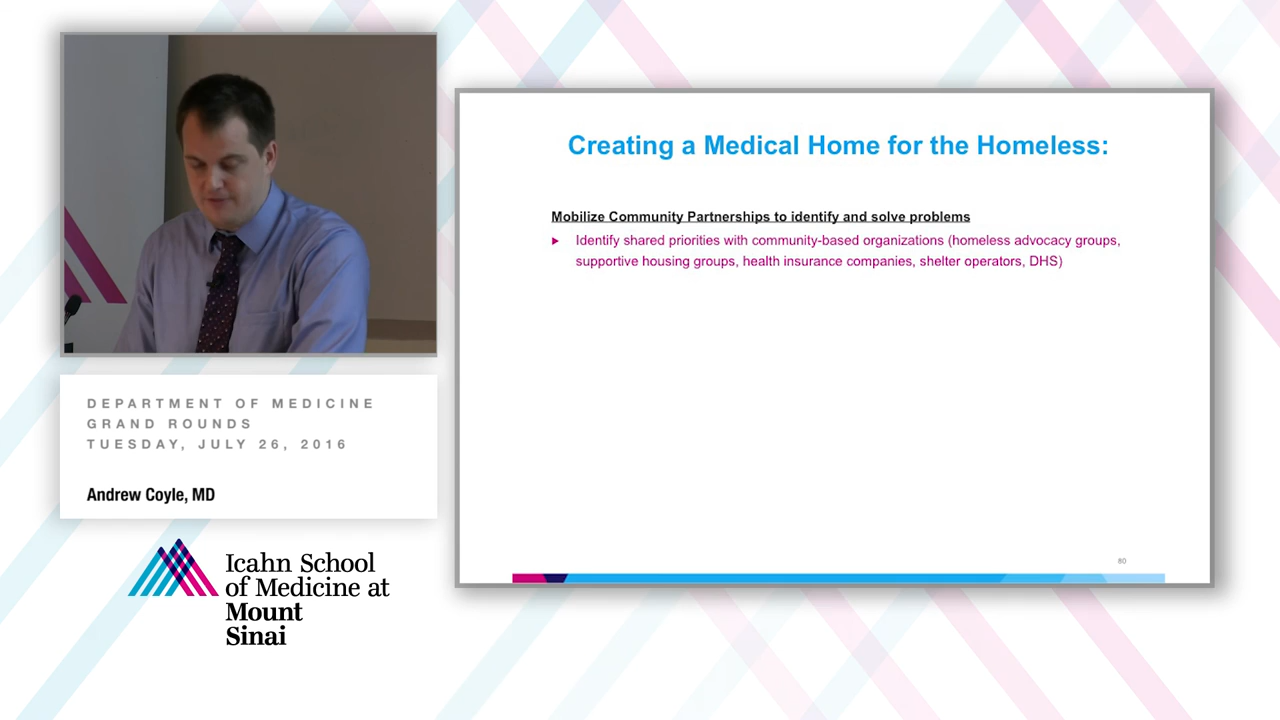 DEPARTMENT OF MEDICINE
GRAND ROUNDS
TUESDAY, JULY 26, 2016
Andrew Coyle, MD
Icahn School
of Medicine at
Mount
Sinai
Creating a Medical Home for the Homeless:
Mobilize Community Partnerships to identify and solve problems
Identify shared priorities with community-based organizations (homeless advocacy groups,
supportive housing groups, health insurance companies, shelter operators, DHS)
60